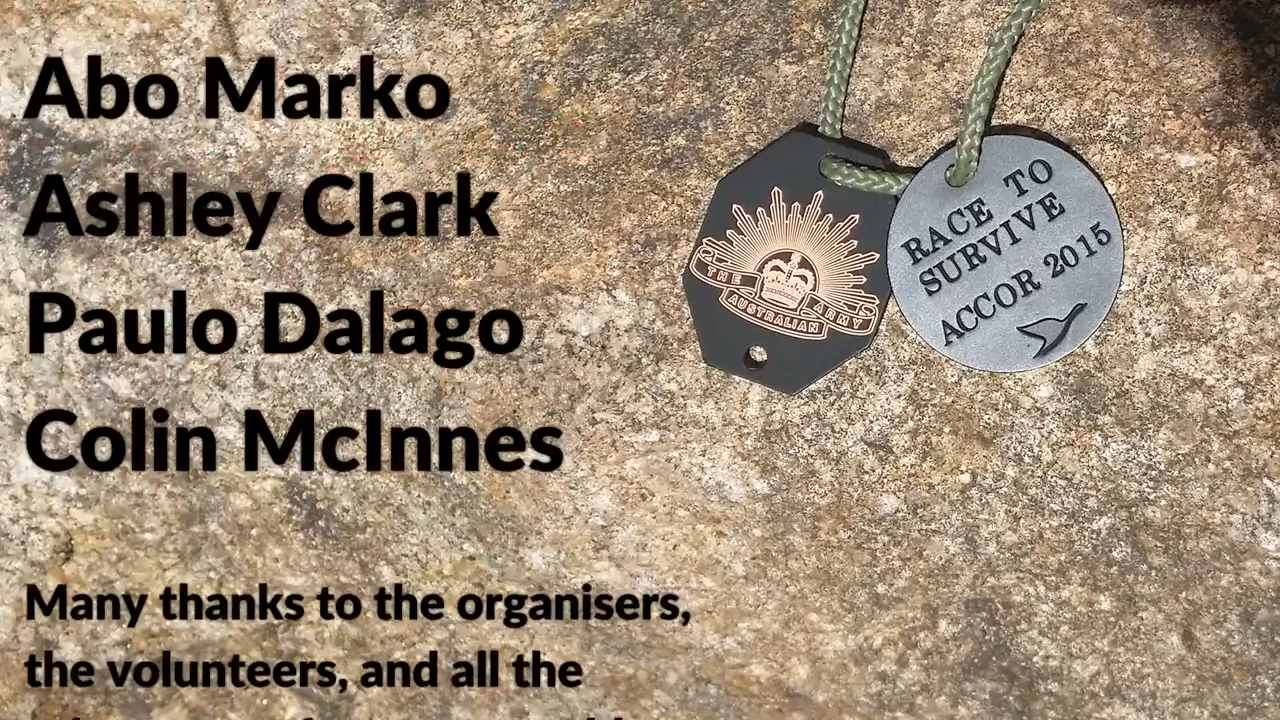 Abo Marko
Ashley Clark
Paulo Dalago
Colin McInnes
Many thanks to the organisers,
the volunteers, and all the
THE
AUSTRALIAN
ARMY
RACE TO
SURVIVE
ACCOR 2015